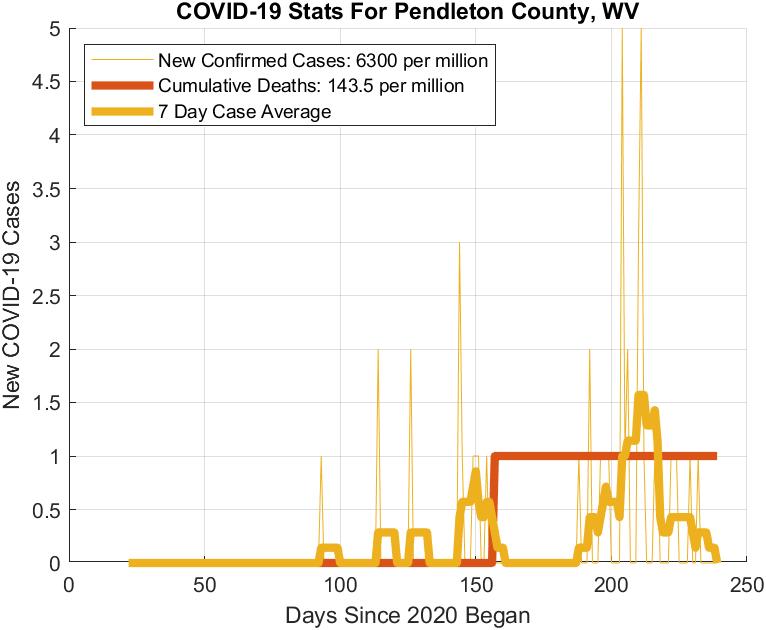 COVID-19 Stats For Pendleton County, WV
New Confirmed Cases: 6300 per million
Cumulative Deaths: 143.5 per million
7 Day Case Average
New COVID-19 Cases
5
4.5
4
3.5
3
2.5
2
1.5
1
0.5
0
0 50 100 150 200 250
Days Since 2020 Began